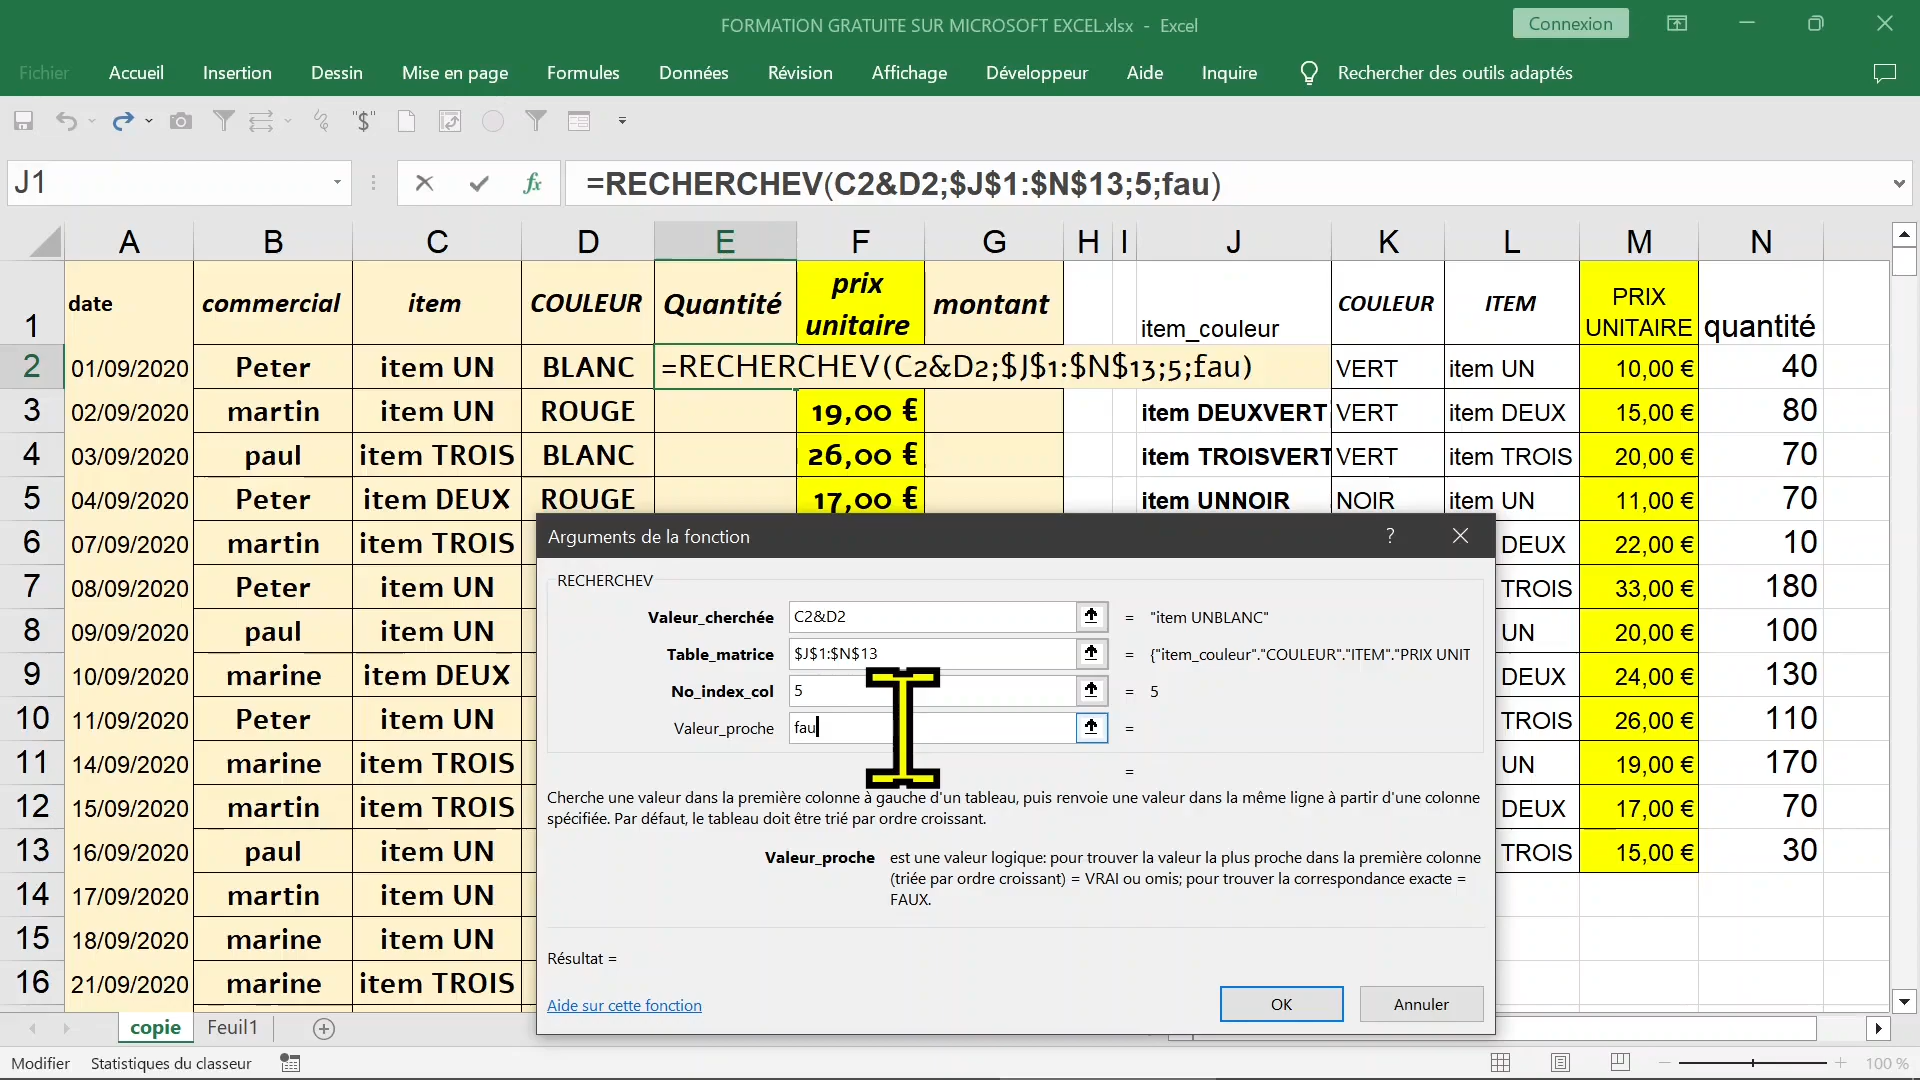 FORMATION GRATUITE SUR MICROSOFT EXCEL.xlsx - Excel
Connexion
Fichier Accueil Insertion Dessin Mise en page Formules Données Révision Affichage Développeur Aide Inquire Rechercher des outils adaptés
"$"
J1 fx =RECHERCHEV(C2&D2;$J$1:$N$13;5;fau)
A B C D E F G H I J K L M N
1 date commercial item COULEUR Quantité prix unitaire montant item_couleur COULEUR ITEM PRIX UNITAIRE quantité
2 01/09/2020 Peter item UN BLANC =RECHERCHEV(C2&D2;$J$1:$N$13;5;fau) VERT item UN 10,00 € 40
3 02/09/2020 martin item UN ROUGE 19,00 € item DEUXVERT VERT item DEUX 15,00 € 80
4 03/09/2020 paul item TROIS BLANC 26,00 € item TROISVERT VERT item TROIS 20,00 € 70
5 04/09/2020 Peter item DEUX ROUGE 17,00 € item UNNOIR NOIR item UN 11,00 € 70
6 07/09/2020 martin item TROIS DEUX 22,00 € 10
7 08/09/2020 Peter item UN TROIS 33,00 € 180
8 09/09/2020 paul item UN UN 20,00 € 100
9 10/09/2020 marine item DEUX DEUX 24,00 € 130
10 11/09/2020 Peter item UN TROIS 26,00 € 110
11 14/09/2020 marine item TROIS UN 19,00 € 170
12 15/09/2020 martin item TROIS DEUX 17,00 € 70
13 16/09/2020 paul item UN TROIS 15,00 € 30
14 17/09/2020 martin item UN
15 18/09/2020 marine item UN
16 21/09/2020 marine item TROIS
Arguments de la fonction ?
RECHERCHEV
Valeur_cherchée C2&D2 = "item UNBLANC"
Table_matrice $J$1:$N$13 = {"item_couleur"."COULEUR"."ITEM"."PRIX UNIT
No_index_col 5 = 5
Valeur_proche fau =
=
Cherche une valeur dans la première colonne à gauche d'un tableau, puis renvoie une valeur dans la même ligne à partir d'une colonne
spécifiée. Par défaut, le tableau doit être trié par ordre croissant.
Valeur_proche est une valeur logique: pour trouver la valeur la plus proche dans la première colonne
(triée par ordre croissant) = VRAI ou omis; pour trouver la correspondance exacte =
FAUX.
Résultat =
Aide sur cette fonction
OK Annuler
copie Feuil1
Modifier Statistiques du classeur 100 %